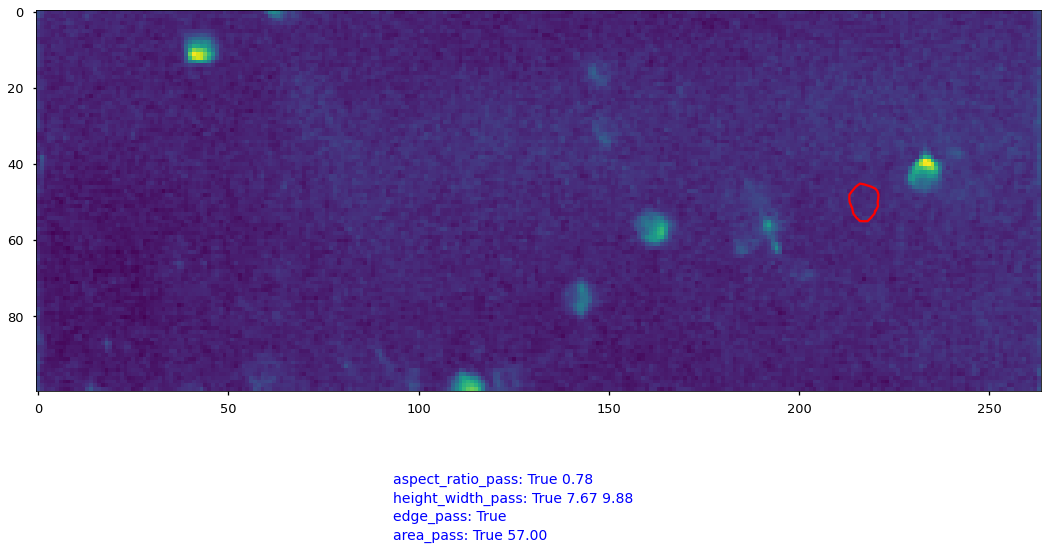 0
20
40
60
80
0 50 100 150 200 250
aspect_ratio_pass: True 0.78
height_width_pass: True 7.67 9.88
edge_pass: True
area_pass: True 57.00